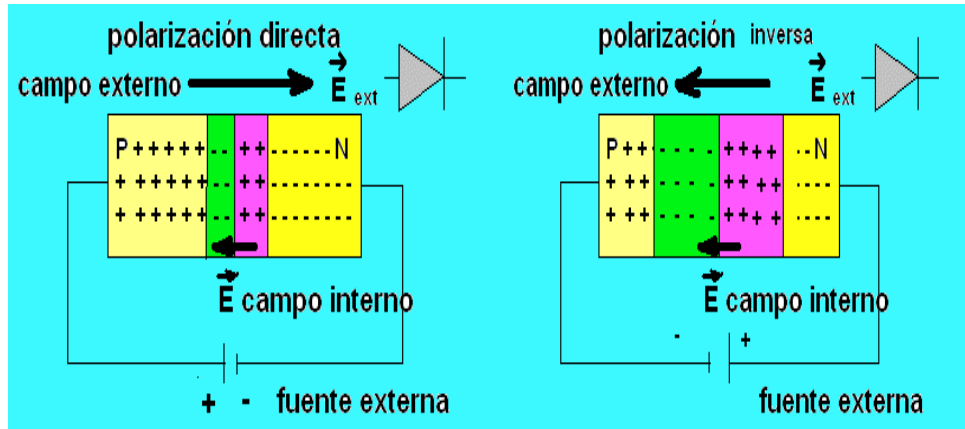 polarización directa
campo externo
E ext
P + + + + + - - + + - - - - - - N
+ + + + + + - - + + - - - - - - - -
+ + + + + + - - + + - - - - - - - -
E campo interno
+ - fuente externa
polarización inversa
campo externo
E ext
P + + - - - - + + + + - - N
+ + + - - - - + + + + - - - -
+ + + - - - - + + + + - - - -
E campo interno
- +
fuente externa